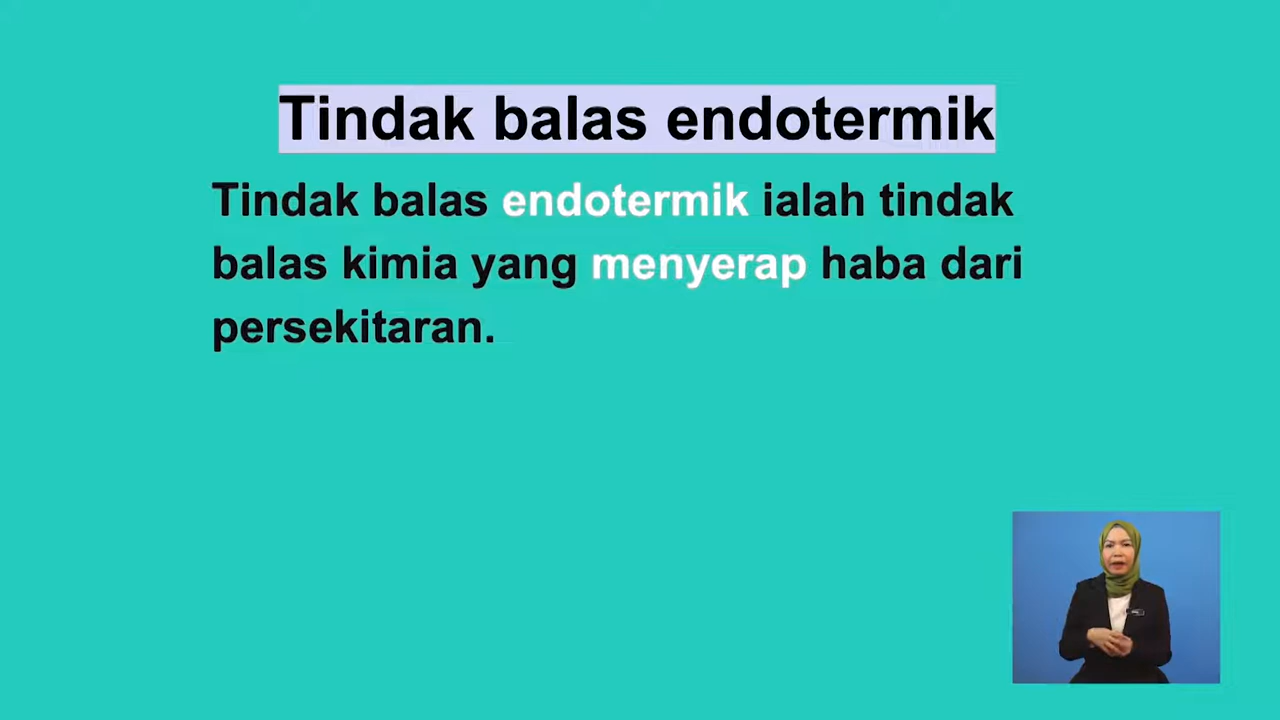 Tindak balas endotermik
Tindak balas endotermik ialah tindak
balas kimia yang menyerap haba dari
persekitaran.